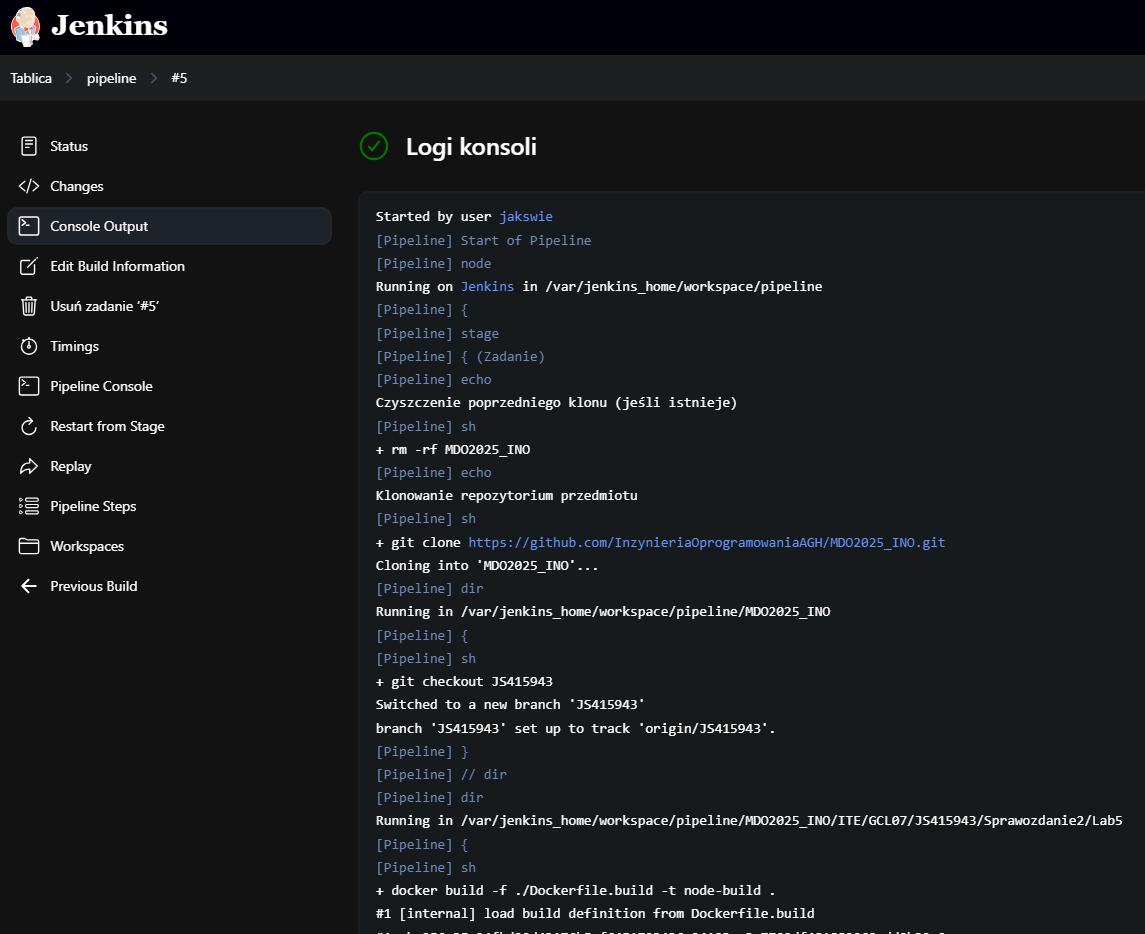 Jenkins
Tablica > pipeline > #5
Status
Changes
Console Output
Edit Build Information
Usuń zadanie ‘#5’
Timings
Pipeline Console
Restart from Stage
Replay
Pipeline Steps
Workspaces
Previous Build
Logi konsoli
Started by user jakswie
[Pipeline] Start of Pipeline
[Pipeline] node
Running on Jenkins in /var/jenkins_home/workspace/pipeline
[Pipeline] {
[Pipeline] stage
[Pipeline] { (Zadanie)
[Pipeline] echo
Czyszczenie poprzedniego klonu (jeśli istnieje)
[Pipeline] sh
+ rm -rf MDO2025_INO
[Pipeline] echo
Klonowanie repozytorium przedmiotu
[Pipeline] sh
+ git clone https://github.com/InzynieriaOprogramowaniaAGH/MDO2025_INO.git
Cloning into 'MDO2025_INO'...
[Pipeline] dir
Running in /var/jenkins_home/workspace/pipeline/MDO2025_INO
[Pipeline] {
[Pipeline] sh
+ git checkout JS415943
Switched to a new branch 'JS415943'
branch 'JS415943' set up to track 'origin/JS415943'.
[Pipeline] }
[Pipeline] // dir
[Pipeline] dir
Running in /var/jenkins_home/workspace/pipeline/MDO2025_INO/ITE/GCL07/JS415943/Sprawozdanie2/Lab5
[Pipeline] {
[Pipeline] sh
+ docker build -f ./Dockerfile.build -t node-build .
#1 [internal] load build definition from Dockerfile.build